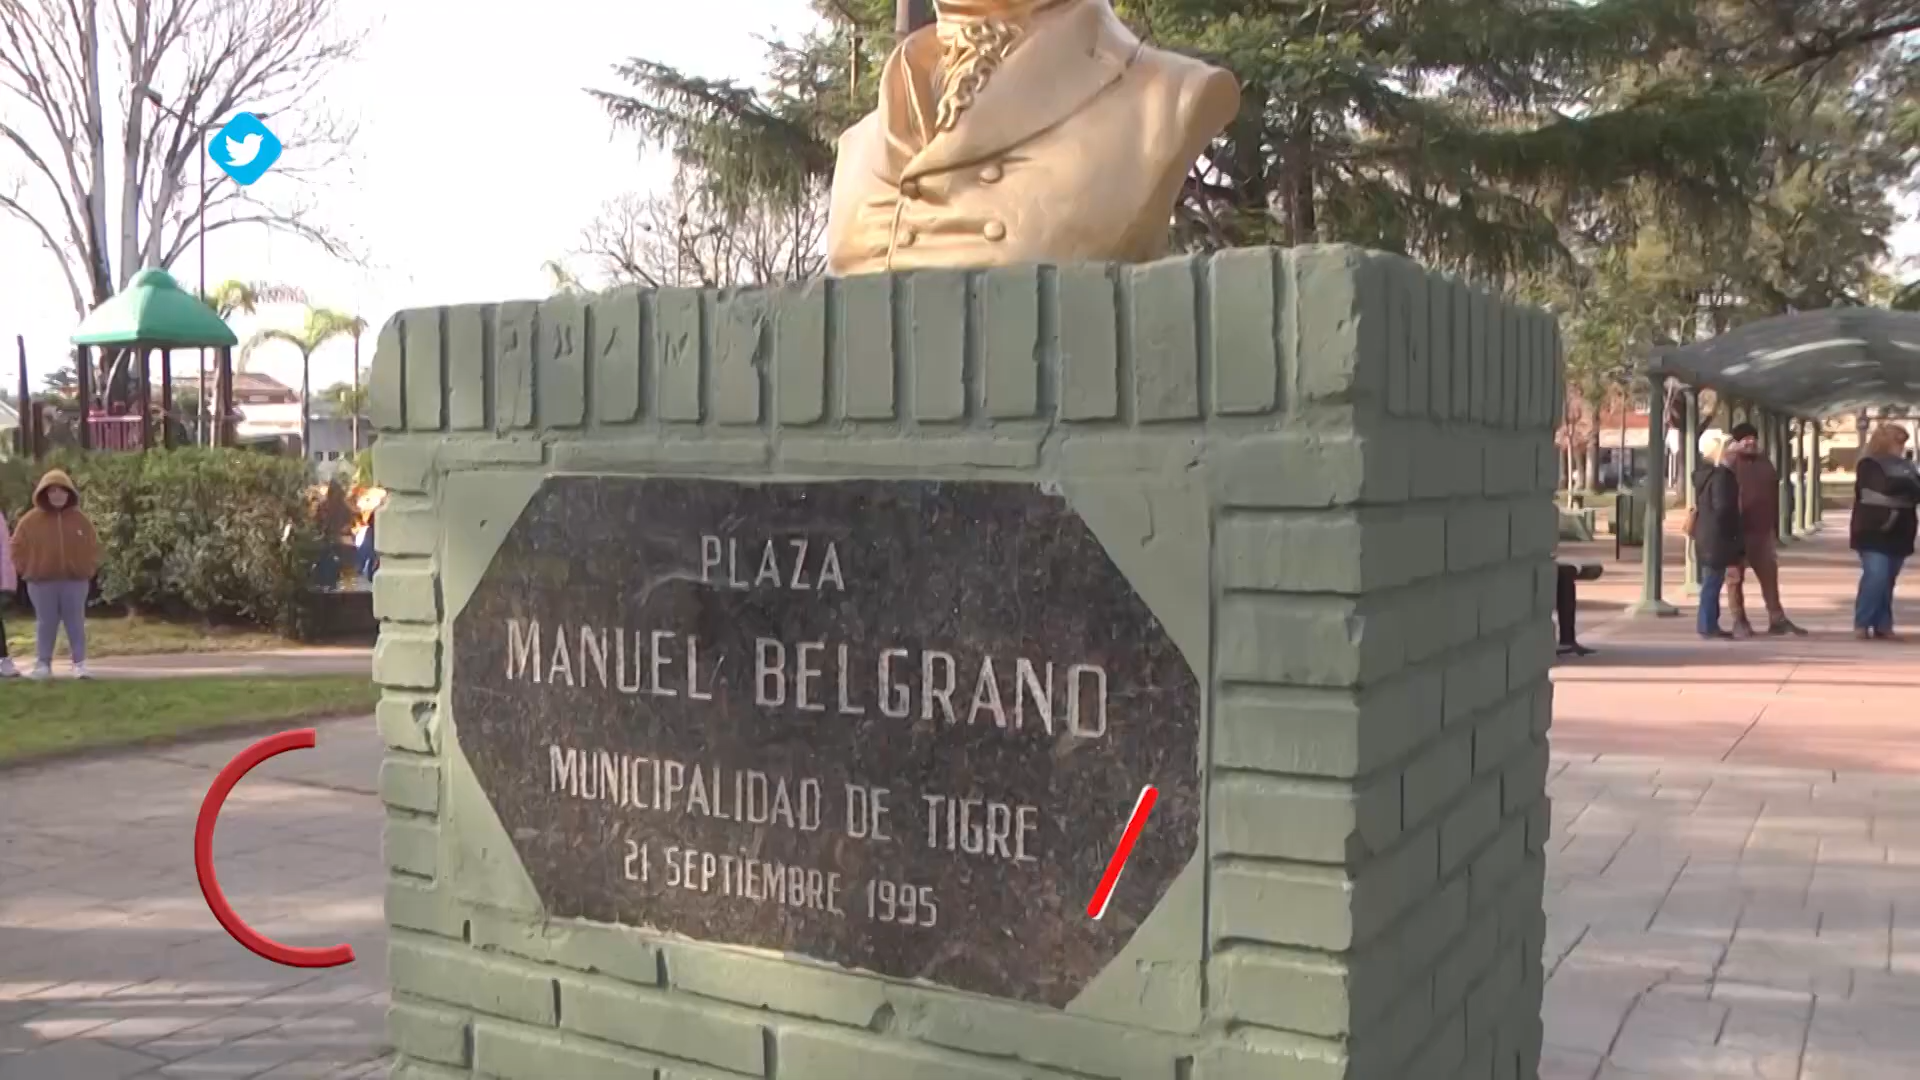 PLAZA
MANUEL BELGRANO
MUNICIPALIDAD DE TIGRE
21 SEPTIEMBRE 1995